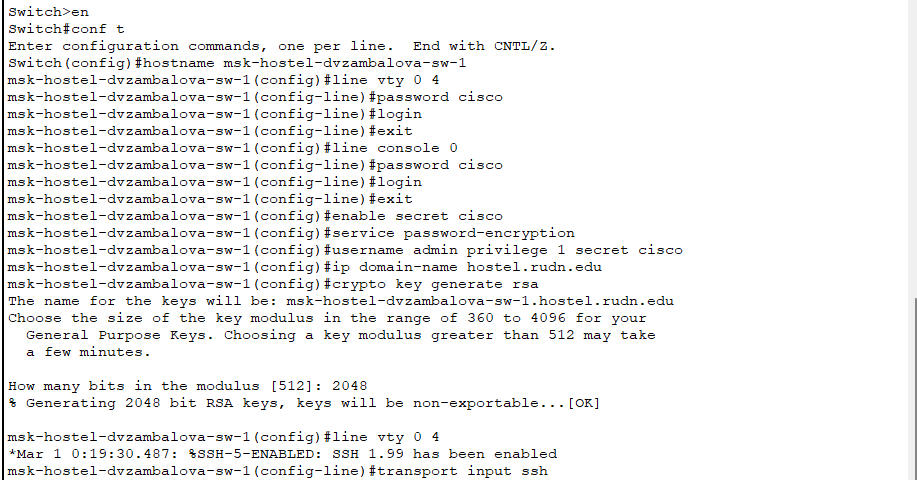 Switch>en
Switch#conf t
Enter configuration commands, one per line.  End with CNTL/Z.
Switch(config)#hostname msk-hostel-dvzambalova-sw-1
msk-hostel-dvzambalova-sw-1(config)#line vty 0 4
msk-hostel-dvzambalova-sw-1(config-line)#password cisco
msk-hostel-dvzambalova-sw-1(config-line)#login
msk-hostel-dvzambalova-sw-1(config-line)#exit
msk-hostel-dvzambalova-sw-1(config)#line console 0
msk-hostel-dvzambalova-sw-1(config-line)#password cisco
msk-hostel-dvzambalova-sw-1(config-line)#login
msk-hostel-dvzambalova-sw-1(config-line)#exit
msk-hostel-dvzambalova-sw-1(config)#enable secret cisco
msk-hostel-dvzambalova-sw-1(config)#service password-encryption
msk-hostel-dvzambalova-sw-1(config)#username admin privilege 1 secret cisco
msk-hostel-dvzambalova-sw-1(config)#ip domain-name hostel.rudn.edu
msk-hostel-dvzambalova-sw-1(config)#crypto key generate rsa
The name for the keys will be: msk-hostel-dvzambalova-sw-1.hostel.rudn.edu
Choose the size of the key modulus in the range of 360 to 4096 for your
  General Purpose Keys. Choosing a key modulus greater than 512 may take
  a few minutes.

How many bits in the modulus [512]: 2048
% Generating 2048 bit RSA keys, keys will be non-exportable...[OK]

msk-hostel-dvzambalova-sw-1(config)#line vty 0 4
*Mar 1 0:19:30.487: %SSH-5-ENABLED: SSH 1.99 has been enabled
msk-hostel-dvzambalova-sw-1(config-line)#transport input ssh